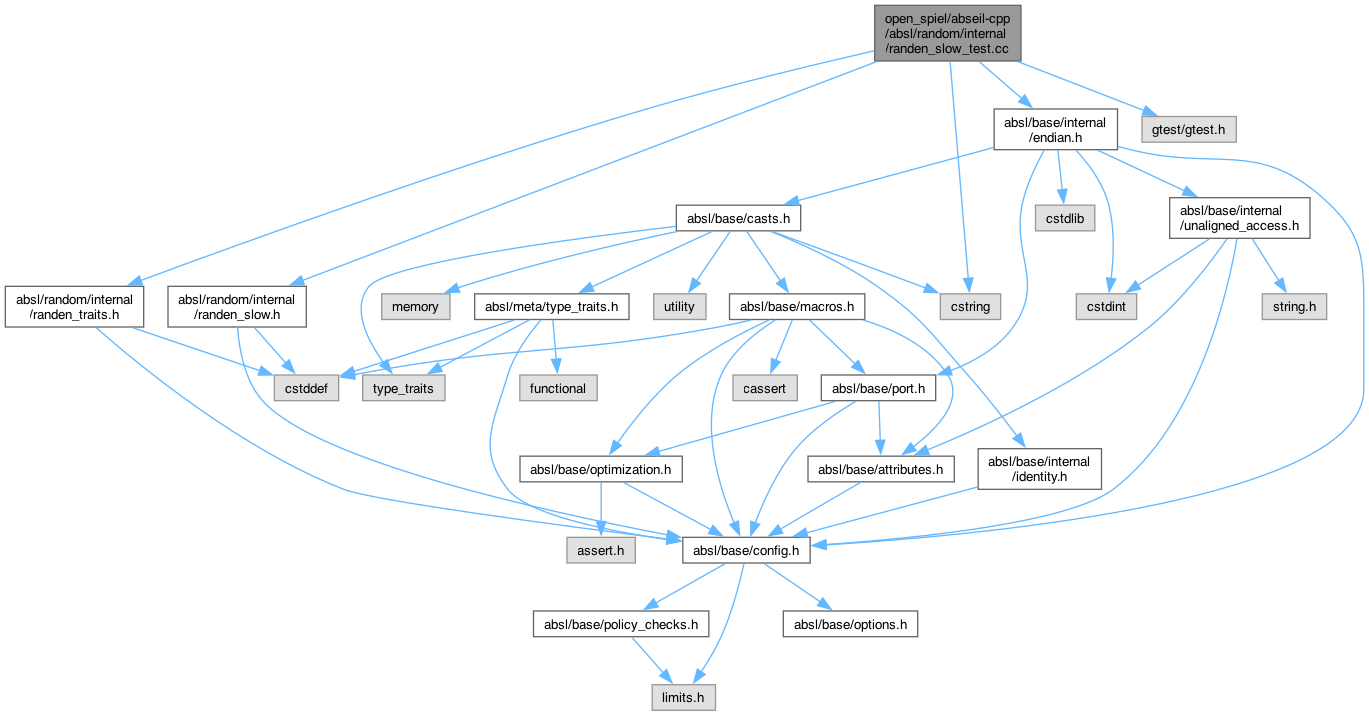 open_spiel/abseil-cpp
/absl/random/internal
/randen_slow_test.cc
absl/base/internal
/endian.h
gtest/gtest.h
absl/base/casts.h
cstdlib
absl/base/internal
/unaligned_access.h
absl/random/internal
/randen_traits.h
absl/random/internal
/randen_slow.h
memory
absl/meta/type_traits.h
utility
absl/base/macros.h
cstring
cstdint
string.h
cstddef
type_traits
functional
cassert
absl/base/port.h
absl/base/optimization.h
absl/base/attributes.h
absl/base/internal
/identity.h
assert.h
absl/base/config.h
absl/base/policy_checks.h
absl/base/options.h
limits.h